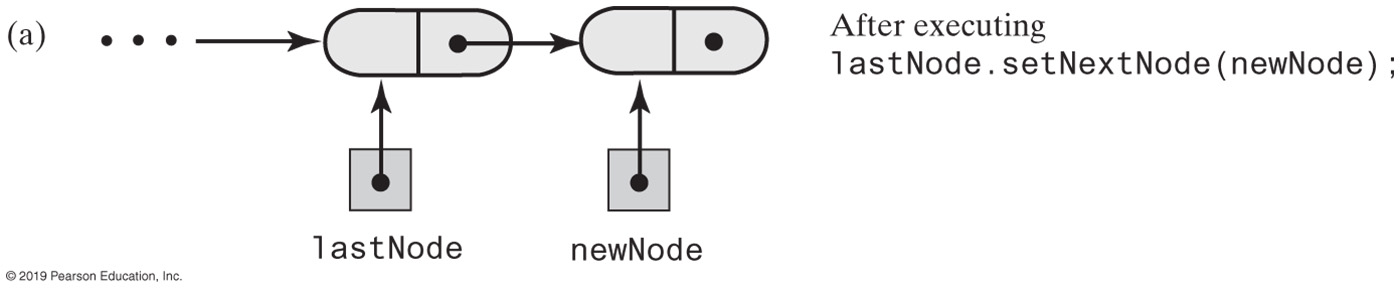 (a)
After executing
lastNode.setNextNode(newNode);
lastNode
newNode
© 2019 Pearson Education, Inc.